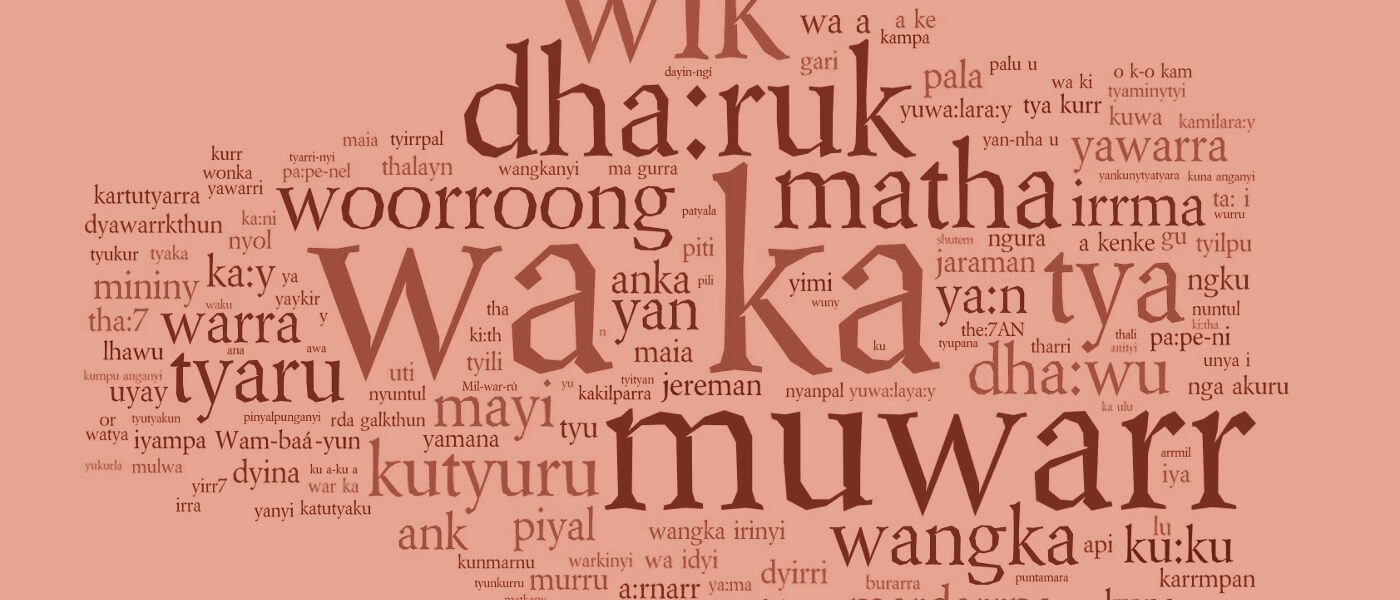 wik
wa a
a ke
kampa
gari
dayin-ngi
dha:ruk
pala
palu u
wa ki
o k-o kam
tyaminytyi
yuwa:lara:y
tya kurr
kuwa
kamilara:y
maia
tyirrpal
yan-nha u
yawarra
kurr
wonka
tyarri-nyi
pa:pe-nel
thalayn
wangkanyi
ma gurra
matha
yankunytyatyara
kuna anganyi
kartutyarra
yawarri
woorroong
patyala
irrma
ta: i
wurru
dyawarrkthun
ka:ni
nyol
piti
shutem
ngura
a kenke
gu
tyilpu
tyukur
tyaka
wa ka
anka
pili
yimi
wuny
jaraman
tya
ngku
mininy
ka:y
ya
yaykir
waku
tha
yan
ya:n
nuntul
tha:7
warra
y
ki:th
n
the:7AN
thali
ki:tha
pa:pe-ni
lhawu
ana
awa
tyili
maia
ku
tyupana
tharri
anityi
unya i
kumpu anganyi
uyay
tyaru
uti
nyuntul
Mil-war-rú
yu
kakilparra
tyityan
jereman
nyanpal
yuwa:laya:y
dha:wu
nga akuru
or
tyutyakun
pinyalpunganyi
rda galkthun
mayi
tyu
muwarr
ka ulu
watya
iyampa
Wam-baá-yun
yamana
arrmil
iya
yukurla
mulwa
yirr7
dyina
ku a-ku a
war ka
kutyuru
irra
yanyi
katutyaku
ank
piyal
wangka irinyi
wangka
api
lu
ku:ku
kunmarnu
warkinyi
wa idyi
tyunkurru
murru
a:rnarr
ya:ma
dyirri
burarra
puntamara
karrmpan